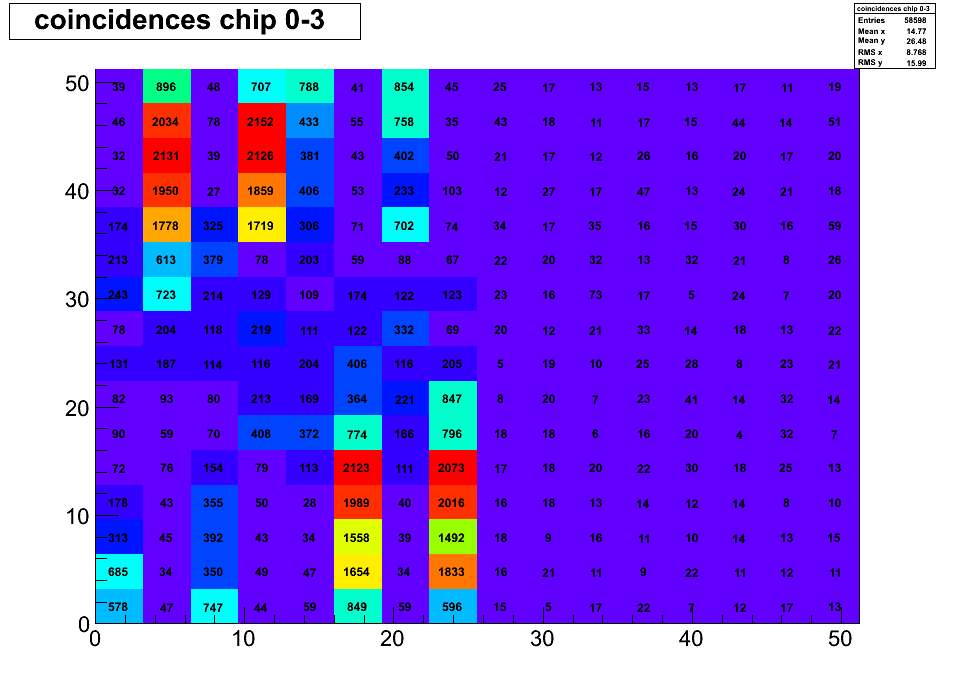 coincidences chip 0-3
coincidences chip 0-3
Entries 58598
Mean x 14.77
Mean y 26.48
RMS x 8.768
RMS y 15.99
50
39 896 48 707 788 41 854 45 25 17 13 15 13 17 11 19
46 2034 78 2152 433 55 758 35 43 18 11 17 15 44 14 51
32 2131 39 2126 381 43 402 50 21 17 12 26 16 20 17 20
40
32 1950 27 1859 406 53 233 103 12 27 17 47 13 24 21 18
174 1778 325 1719 306 71 702 74 34 17 35 16 15 30 16 59
213 613 379 78 203 59 88 67 22 20 32 13 32 21 8 26
30
243 723 214 129 109 174 122 123 23 16 73 17 5 24 7 20
78 204 118 219 111 122 332 69 20 12 21 33 14 18 13 22
131 187 114 116 204 406 116 205 5 19 10 25 28 8 23 21
20
82 93 80 213 169 364 221 847 8 20 7 23 41 14 32 14
90 59 70 408 372 774 166 796 18 18 6 16 20 4 32 7
72 76 154 79 113 2123 111 2073 17 18 20 22 30 18 25 13
10
178 43 355 50 28 1989 40 2016 16 18 13 14 12 14 8 10
313 45 392 43 34 1558 39 1492 18 9 16 11 10 14 13 15
685 34 350 49 47 1654 34 1833 16 21 11 9 22 11 12 11
578 47 747 44 59 849 59 596 15 5 17 22 7 12 17 13
0
0 10 20 30 40 50